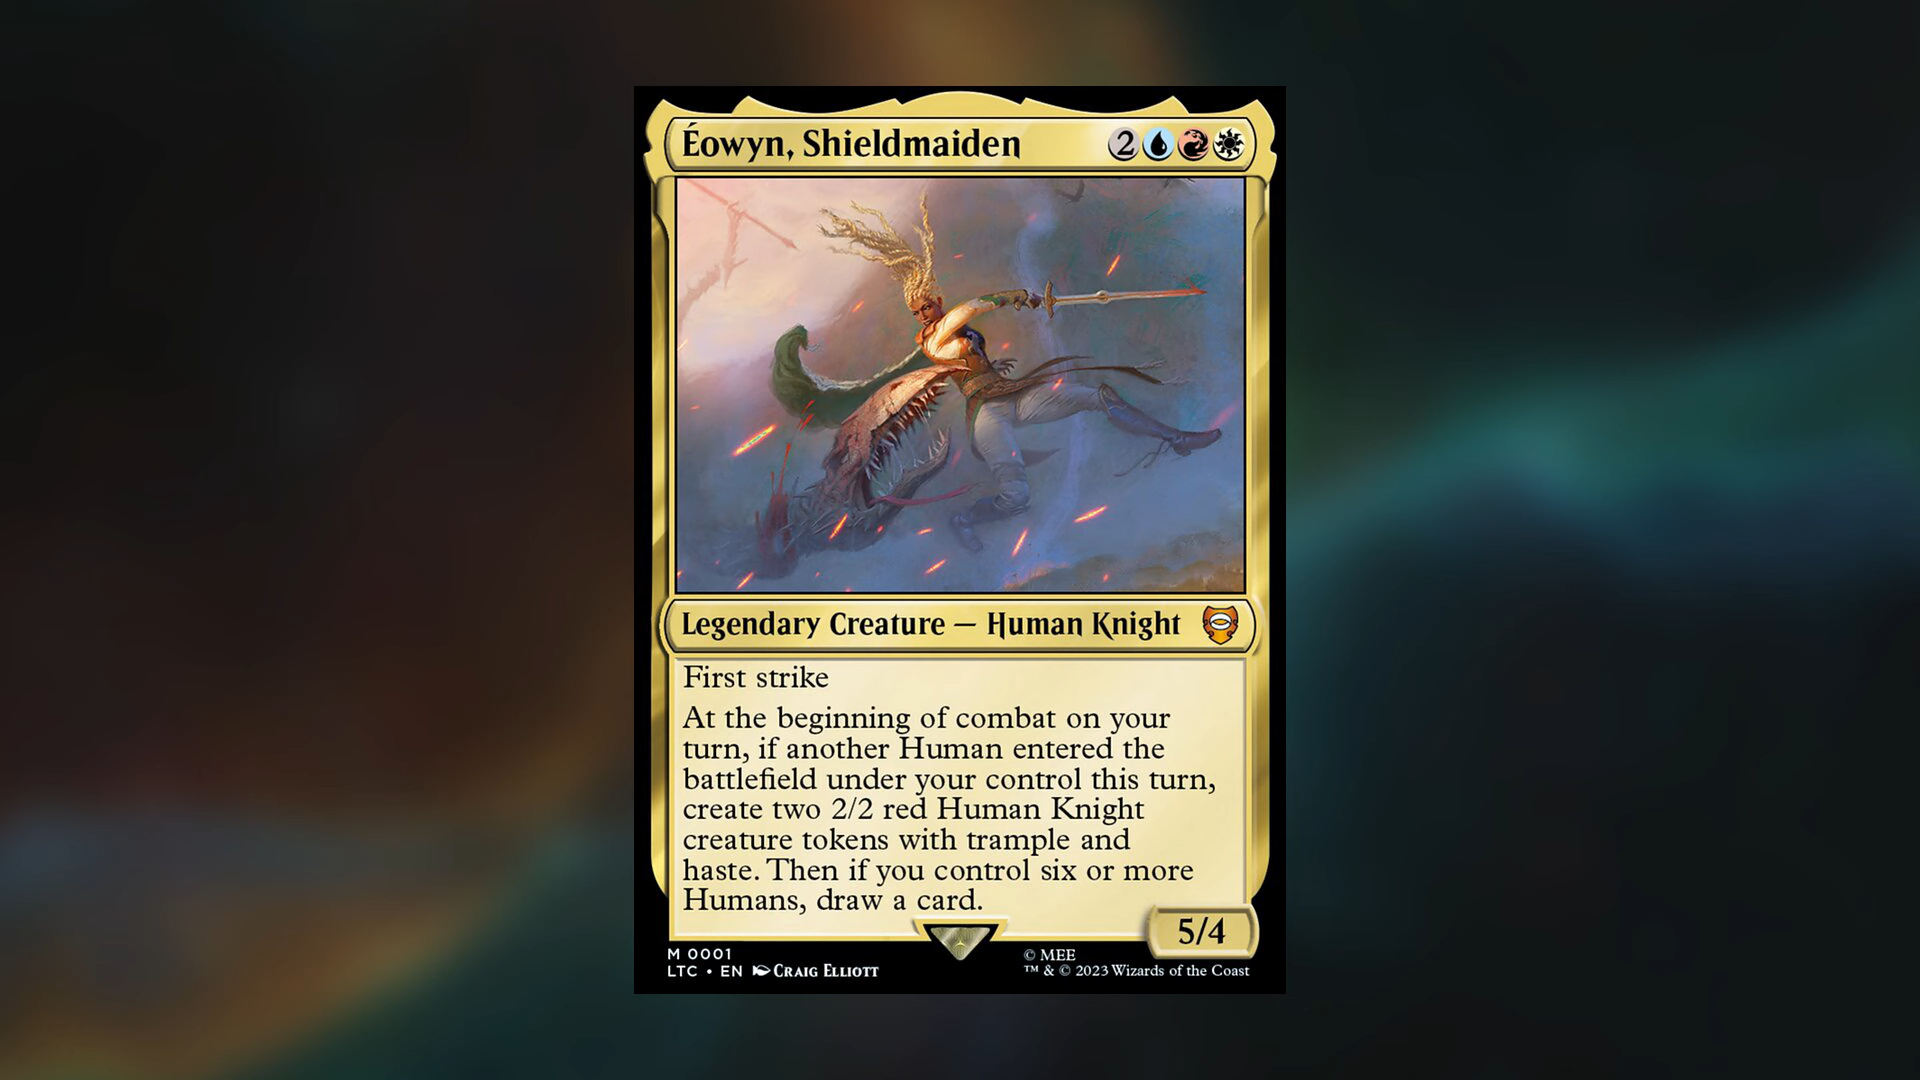 Éowyn, Shieldmaiden 2
Legendary Creature — Human Knight
First strike
At the beginning of combat on your
turn, if another Human entered the
battlefield under your control this turn,
create two 2/2 red Human Knight
creature tokens with trample and
haste. Then if you control six or more
Humans, draw a card.
5/4
M 0001
LTC • EN Craig Elliott
© MEE
™ & © 2023 Wizards of the Coast